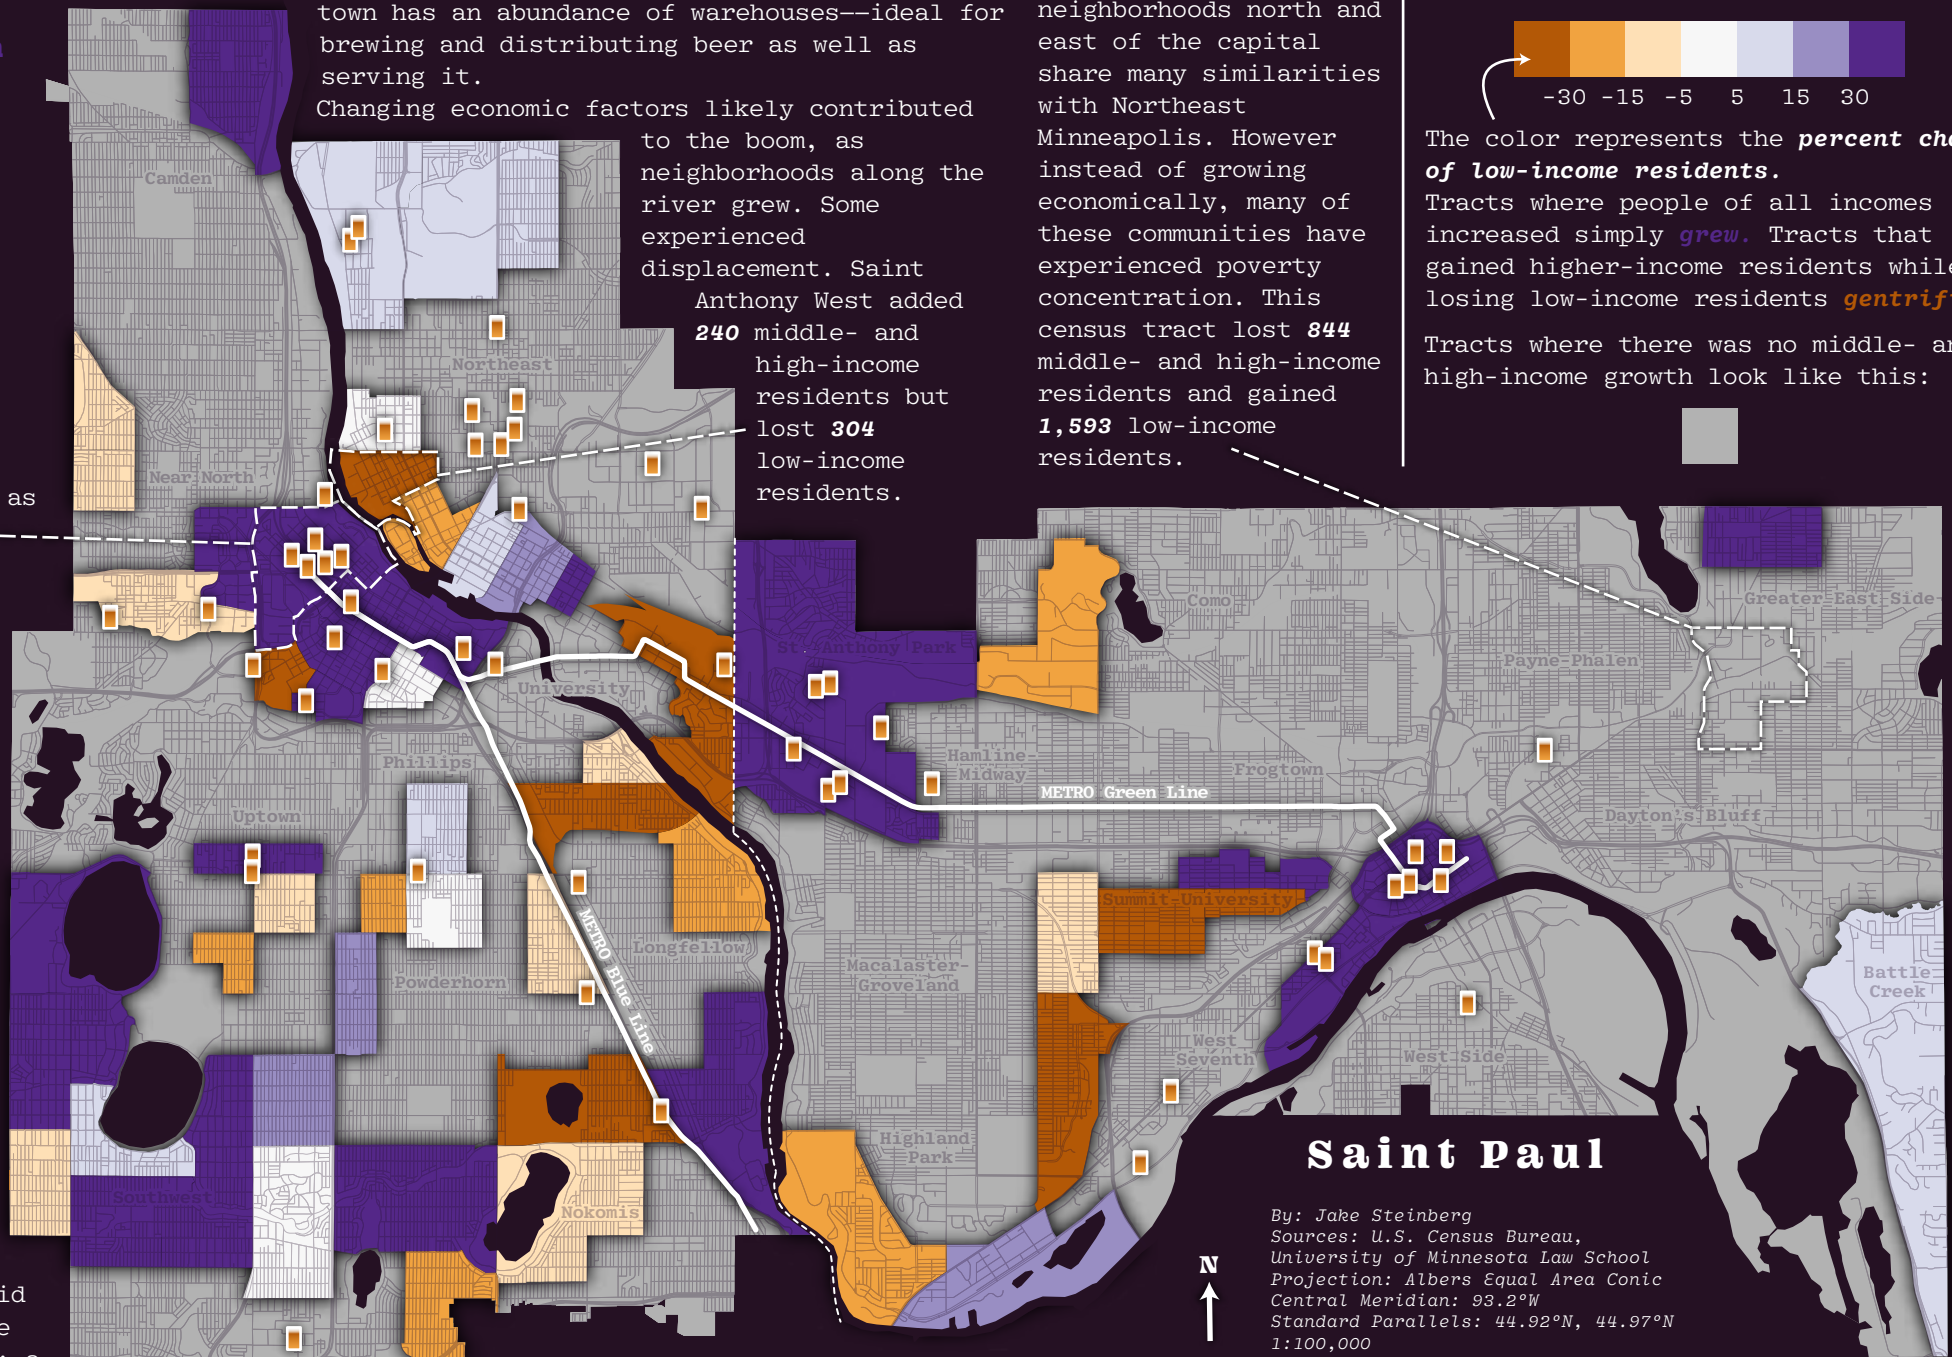 town has an abundance of warehouses——ideal for
brewing and distributing beer as well as
serving it.
Changing economic factors likely contributed
to the boom, as
neighborhoods along the
river grew. Some
experienced
displacement. Saint
Anthony West added
240 middle- and
high-income
residents but
lost 304
low-income
residents.
neighborhoods north and
east of the capital
share many similarities
with Northeast
Minneapolis. However
instead of growing
economically, many of
these communities have
experienced poverty
concentration. This
census tract lost 844
middle- and high-income
residents and gained
1,593 low-income
residents.
-30 -15 -5 5 15 30
The color represents the percent
of low-income residents.
Tracts where people of all incomes
increased simply grew. Tracts that
gained higher-income residents while
losing low-income residents
Tracts where there was no middle-
high-income growth look like this:
as
Camden
Northeast
Near North
University
Phillips
Uptown
Powderhorn
Longfellow
Southwest
Nokomis
METRO Blue Line
METRO Green Line
St. Anthony Park
Como
Hamline-
Midway
Frogtown
Payne-Phalen
Greater East Side
Dayton's Bluff
Summit-University
Macalaster-
Groveland
Highland
Park
West
Seventh
West Side
Battle
Creek
Saint Paul
By: Jake Steinberg
Sources: U.S. Census Bureau,
University of Minnesota Law School
Projection: Albers Equal Area Conic
Central Meridian: 93.2°W
Standard Parallels: 44.92°N, 44.97°N
1:100,000
N